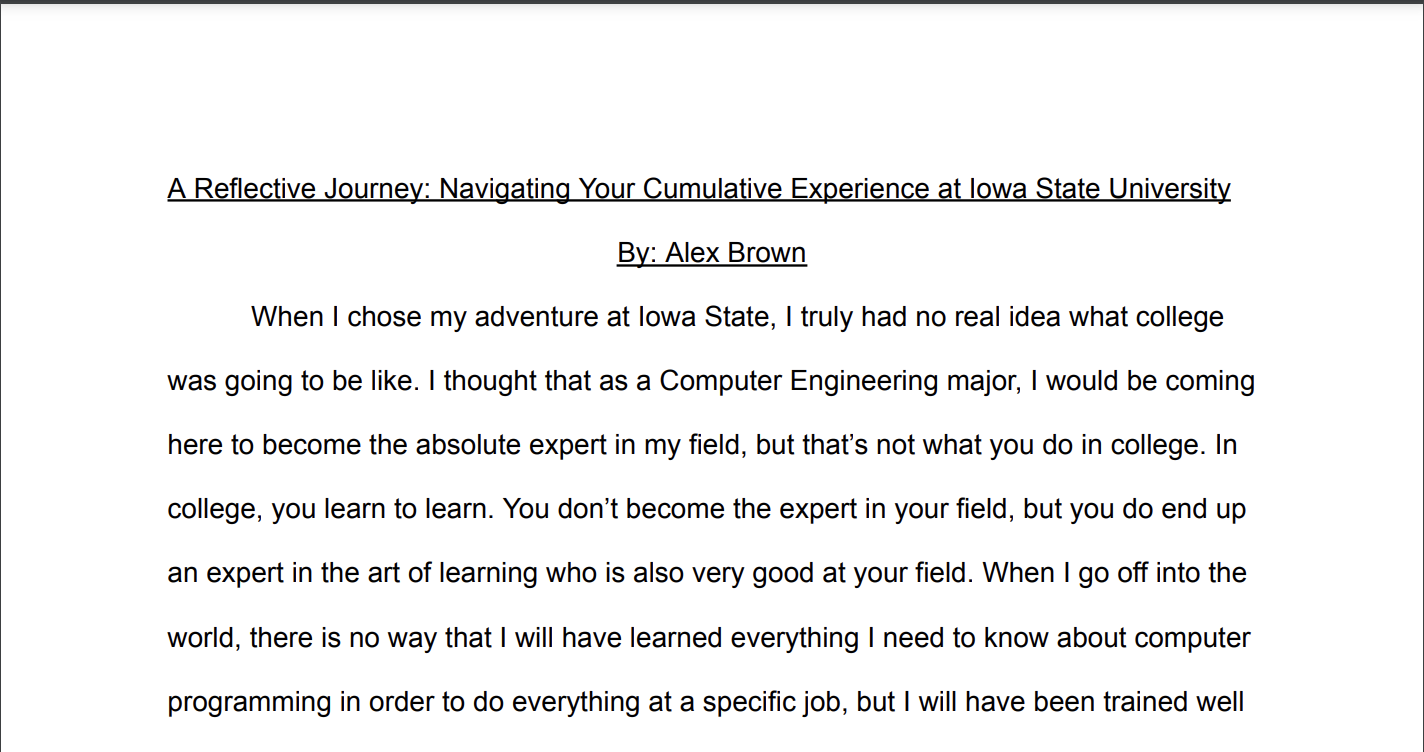 A Reflective Journey: Navigating Your Cumulative Experience at Iowa State University
By: Alex Brown
When I chose my adventure at Iowa State, I truly had no real idea what college
was going to be like. I thought that as a Computer Engineering major, I would be coming
here to become the absolute expert in my field, but that’s not what you do in college. In
college, you learn to learn. You don’t become the expert in your field, but you do end up
an expert in the art of learning who is also very good at your field. When I go off into the
world, there is no way that I will have learned everything I need to know about computer
programming in order to do everything at a specific job, but I will have been trained well